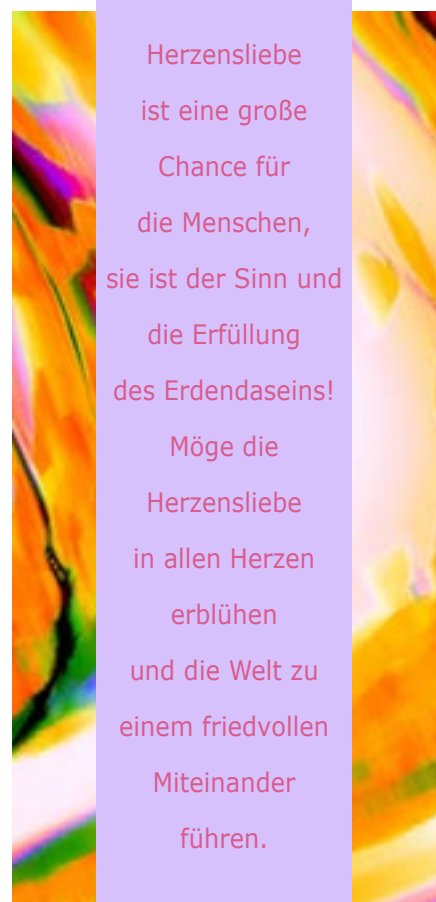 Herzensliebe
ist eine große
Chance für
die Menschen,
sie ist der Sinn und
die Erfüllung
des Erdendaseins!
Möge die
Herzensliebe
in allen Herzen
erblühen
und die Welt zu
einem friedvollen
Miteinander
führen.